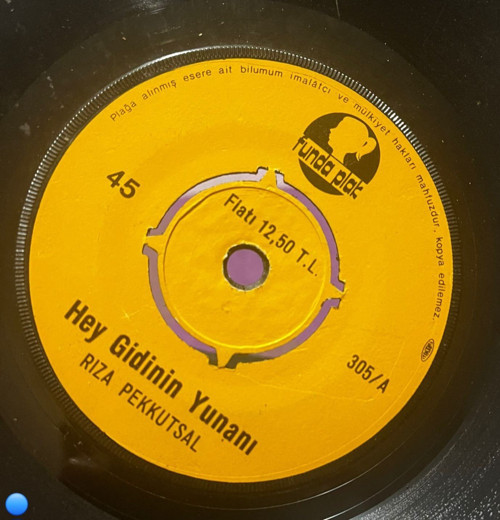 Plağa alınmış esere ait bilumum imalâtcı ve mülkiyet hakları mahfuzdur. kopya edilemez.
funda plak
45
Fiatı 12,50 T.L.
305/A
Hey Gidinin Yunanı
RIZA PEKKUTSAL